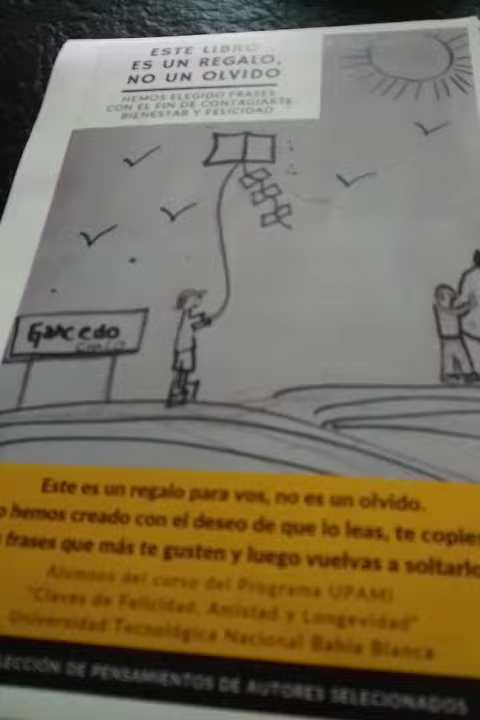 ESTE LIBRO
ES UN REGALO,
NO UN OLVIDO
HEMOS ELEGIDO FRASES
CON EL FIN DE CONTAGIARTE
BIENESTAR Y FELICIDAD
Garcedo
Este es un regalo para vos, no es un olvido.
o hemos creado con el deseo de que lo leas, te copies
frases que más te gusten y luego vuelvas a soltarlo
Alumnos del curso del Programa UPAMI
"Claves de Felicidad, Amistad y Longevidad"
Universidad Tecnológica Nacional Bahía Blanca
LECCIÓN DE PENSAMIENTOS DE AUTORES SELECCIONADOS